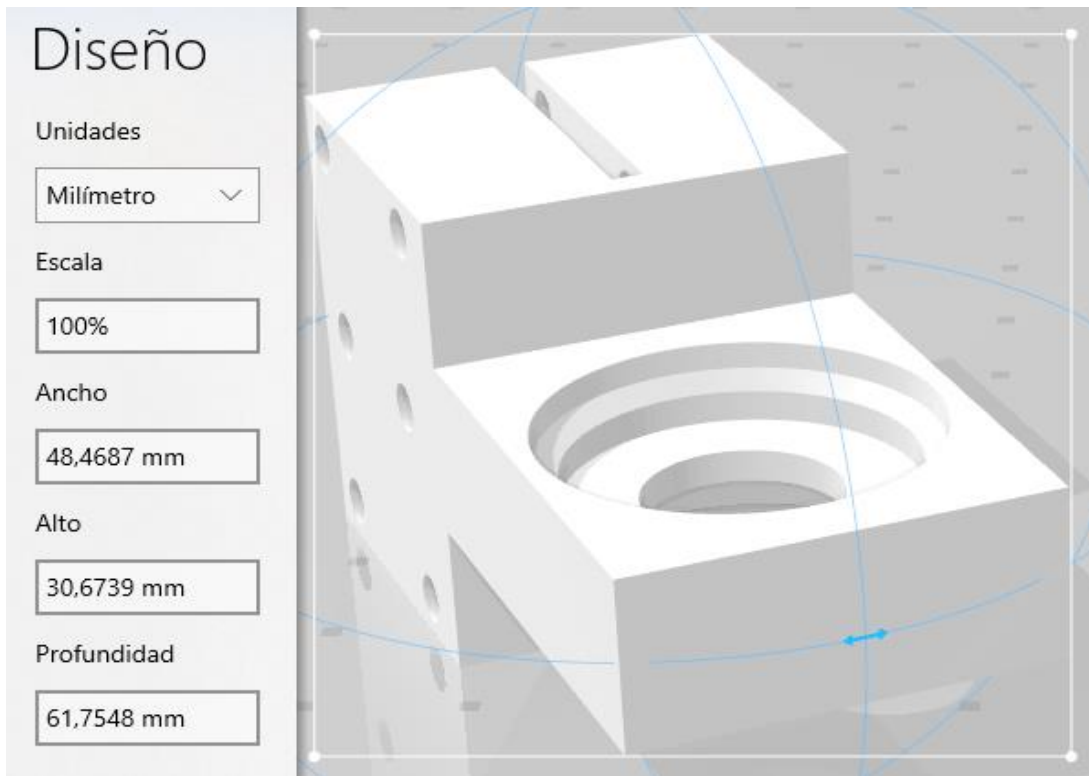 Diseño
Unidades
Milímetro
Escala
100%
Ancho
48,4687 mm
Alto
30,6739 mm
Profundidad
61,7548 mm